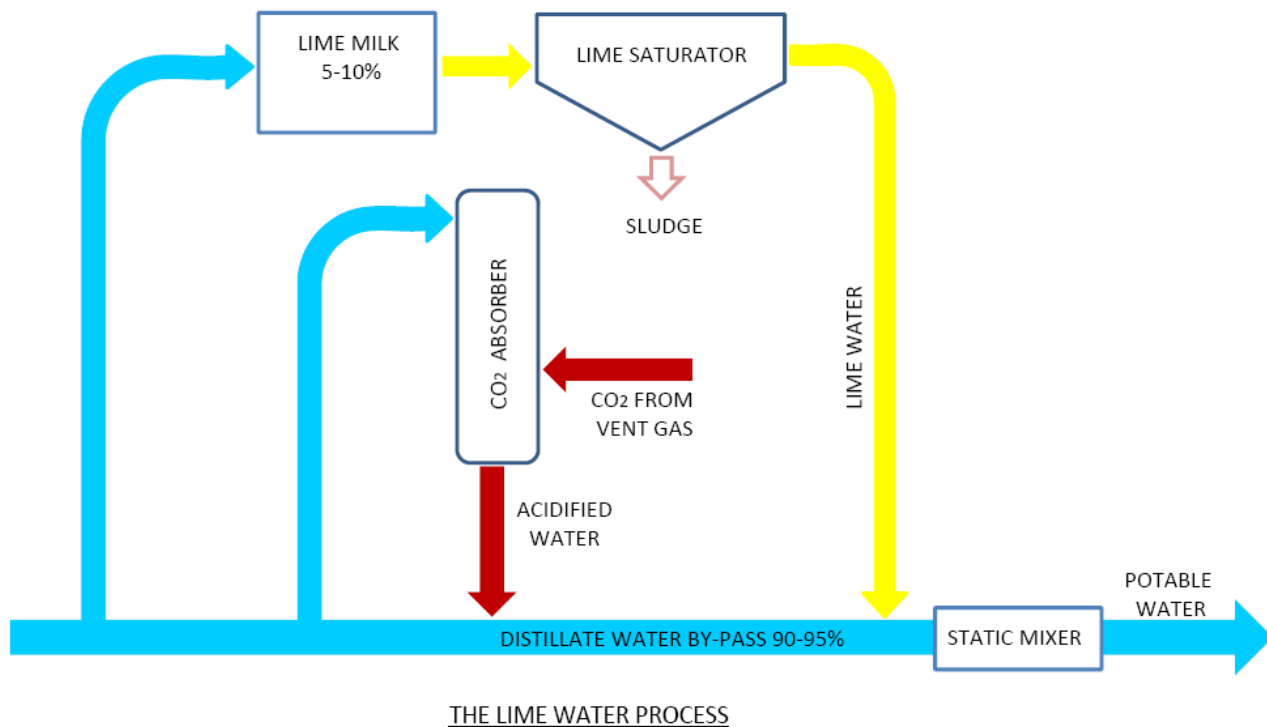 LIME MILK
5-10%
LIME SATURATOR
SLUDGE
CO2 ABSORBER
CO2 FROM
VENT GAS
LIME WATER
ACIDIFIED
WATER
POTABLE
WATER
DISTILLATE WATER BY-PASS 90-95%
STATIC MIXER
THE LIME WATER PROCESS